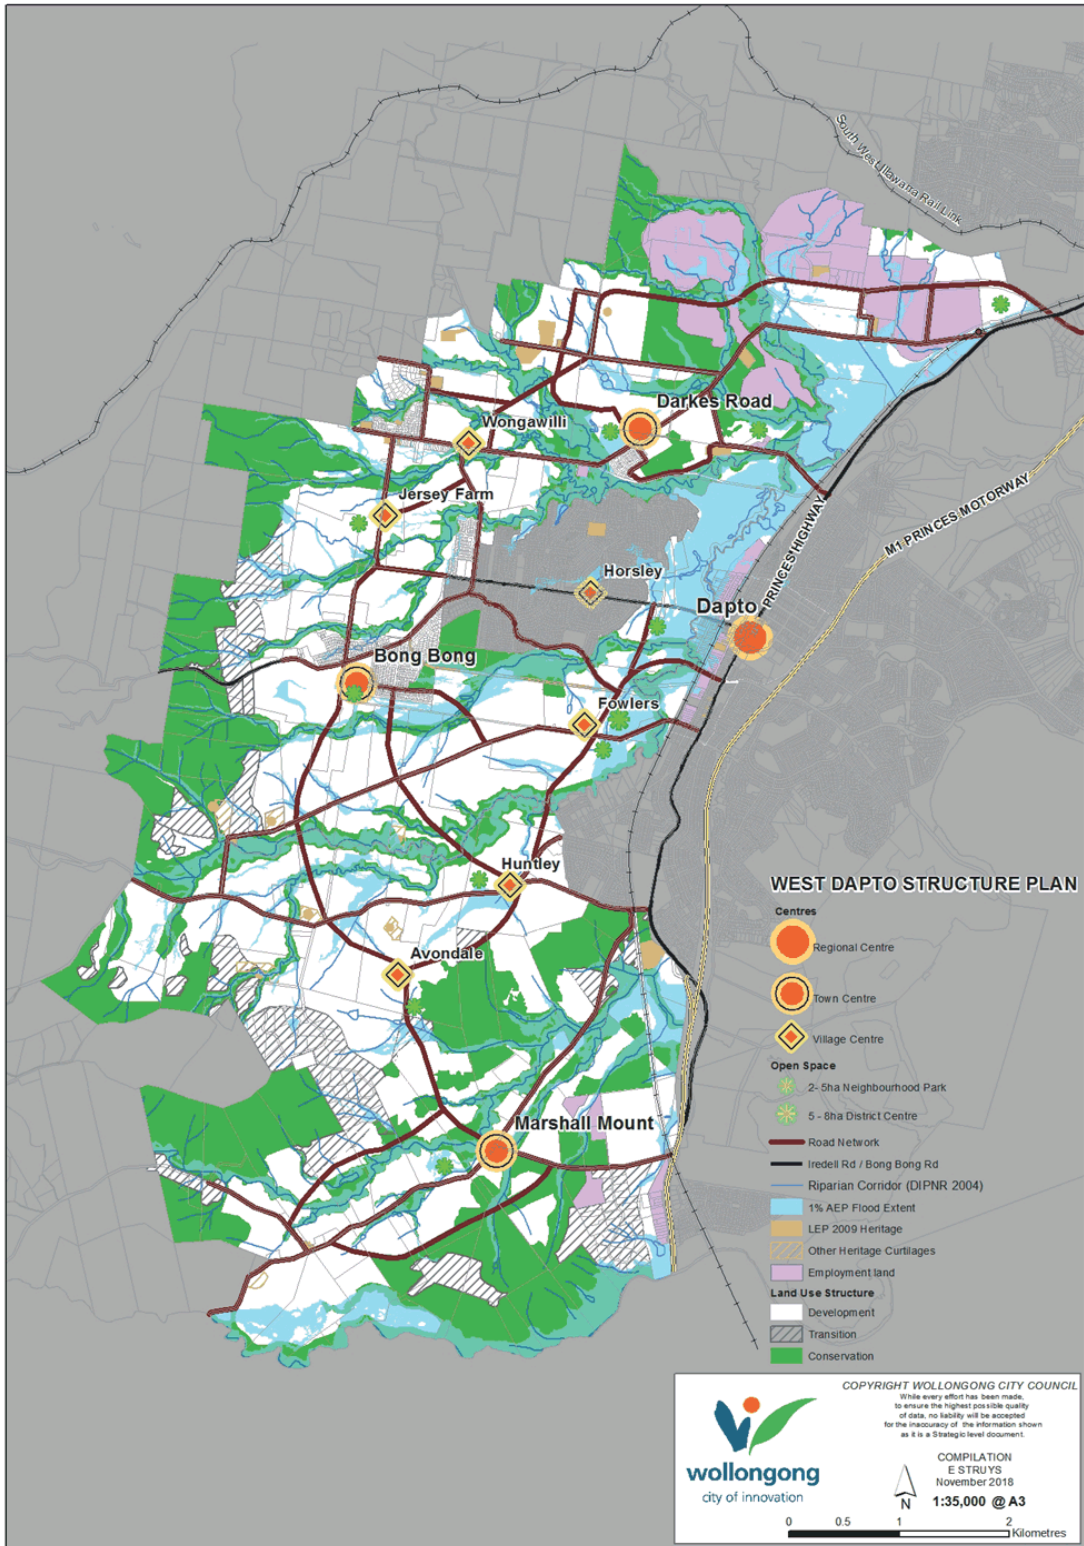 South West Illawarra Rail Link
Darkes Road
Wongawilli
M1 PRINCES MOTORWAY
Jersey Farm
PRINCES HIGHWAY
Horsley
Dapto
Bong Bong
Fowlers
Huntley
Avondale
Marshall Mount
WEST DAPTO STRUCTURE PLAN
Centres
Regional Centre
Town Centre
Village Centre
Open Space
2- 5ha Neighbourhood Park
5 - 8ha District Centre
Road Network
Iredell Rd / Bong Bong Rd
Riparian Corridor (DIPNR 2004)
1% AEP Flood Extent
LEP 2009 Heritage
Other Heritage Curtilages
Employment land
Land Use Structure
Development
Transition
Conservation
COPYRIGHT WOLLONGONG CITY COUNCIL
While every effort has been made,
to ensure the highest possible quality
of data, no liability will be accepted
for the inaccuracy of the information shown
as it is a Strategic level document.
wollongong
city of innovation
COMPILATION
E STRUYS
November 2018
N
1:35,000 @ A3
0 0.5 1 2
Kilometres